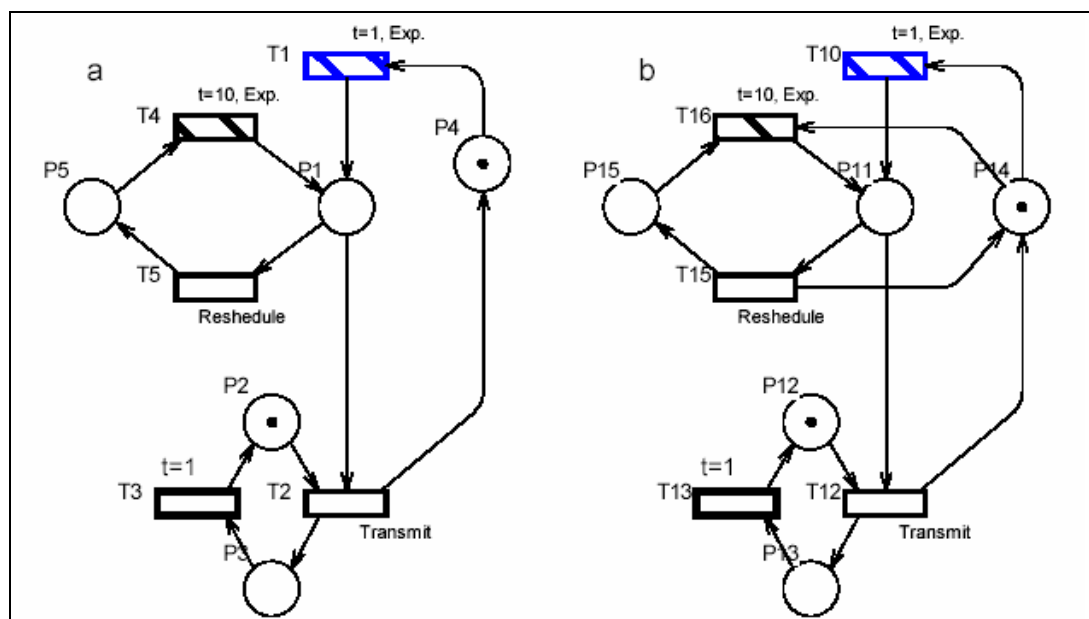 a
t=1, Exp.
T1
t=10, Exp.
T4
P4
P5
P1
T5
Reshedule
P2
t=1
T3
T2
Transmit
P3
b
t=1, Exp.
T10
t=10, Exp.
T16
P15
P11
P14
T15
Reshedule
P12
t=1
T13
T12
Transmit
P13